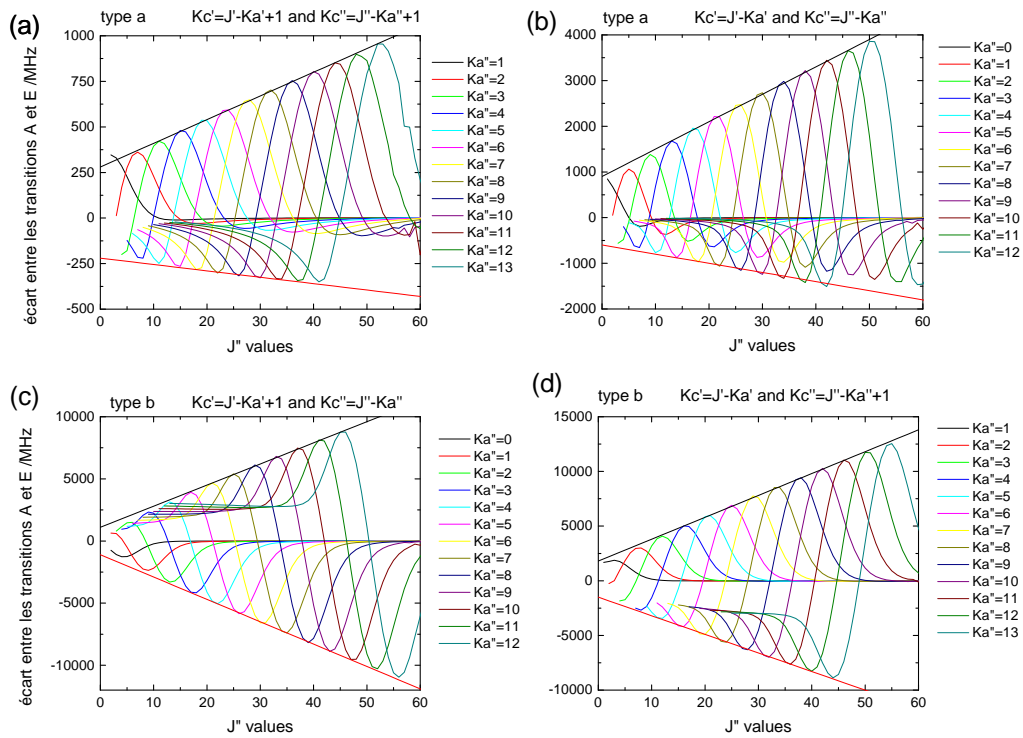 (a)
type a
Kc'=J'-Ka'+1 and Kc''=J''-Ka''+1
écart entre les transitions A et E /MHz
1000
750
500
250
0
-250
-500
0 10 20 30 40 50 60
J'' values
Ka''=1
Ka''=2
Ka''=3
Ka''=4
Ka''=5
Ka''=6
Ka''=7
Ka''=8
Ka''=9
Ka''=10
Ka''=11
Ka''=12
Ka''=13
(b)
type a
Kc'=J'-Ka' and Kc''=J''-Ka''
4000
3000
2000
1000
0
-1000
-2000
0 10 20 30 40 50 60
J'' values
Ka''=0
Ka''=1
Ka''=2
Ka''=3
Ka''=4
Ka''=5
Ka''=6
Ka''=7
Ka''=8
Ka''=9
Ka''=10
Ka''=11
Ka''=12
(c)
type b
Kc'=J'-Ka'+1 and Kc''=J''-Ka''
écart entre les transitions A et E /MHz
10000
5000
0
-5000
-10000
0 10 20 30 40 50 60
J'' values
Ka''=0
Ka''=1
Ka''=2
Ka''=3
Ka''=4
Ka''=5
Ka''=6
Ka''=7
Ka''=8
Ka''=9
Ka''=10
Ka''=11
Ka''=12
(d)
type b
Kc'=J'-Ka' and Kc''=J''-Ka''+1
15000
10000
5000
0
-5000
-10000
0 10 20 30 40 50 60
J'' values
Ka''=1
Ka''=2
Ka''=3
Ka''=4
Ka''=5
Ka''=6
Ka''=7
Ka''=8
Ka''=9
Ka''=10
Ka''=11
Ka''=12
Ka''=13